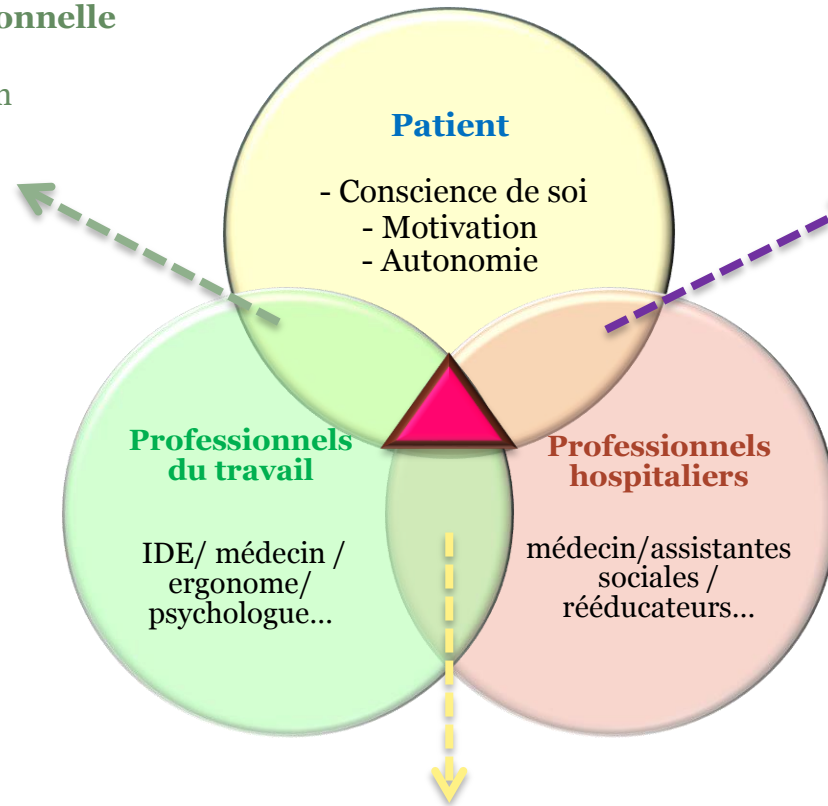 Patient
- Conscience de soi
- Motivation
- Autonomie
Professionnels
du travail
IDE/ médecin /
ergonome/
psychologue...
Professionnels
hospitaliers
médecin/assistantes
sociales /
rééducateurs...